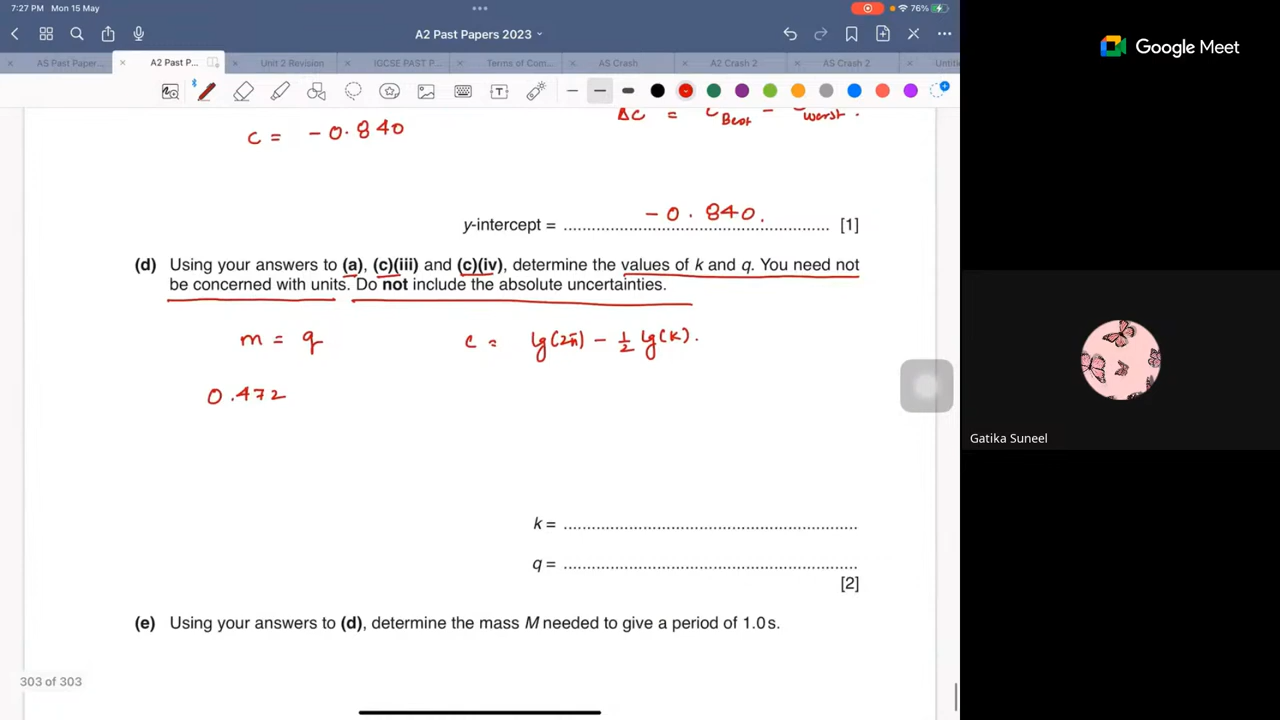 7:27 PM Mon 15 May
76%
A2 Past Papers 2023
AS Past Paper...
A2 Past P...
Unit 2 Revision
IGCSE PAST P...
Terms of Com...
AS Crash
A2 Crash 2
AS Crash 2
Google Meet
c = -0.840
ΔC = C Best - C worst.
-0.840.
y-intercept = ........................................ [1]
(d) Using your answers to (a), (c)(iii) and (c)(iv), determine the values of k and q. You need not
be concerned with units. Do not include the absolute uncertainties.
m = q
c = lg(2π) - 1/2 lg(k).
0.472
k = ........................................
q = ........................................
[2]
(e) Using your answers to (d), determine the mass M needed to give a period of 1.0 s.
303 of 303
Gatika Suneel